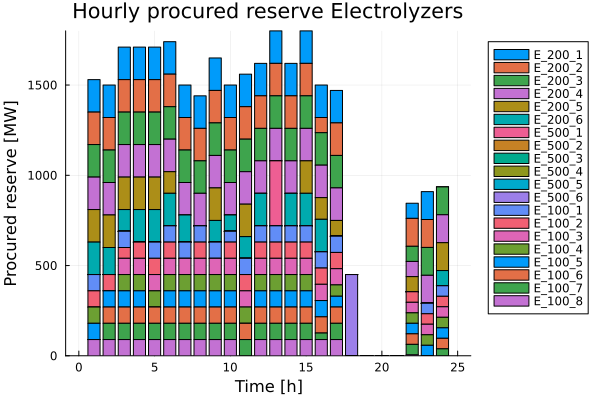 Hourly procured reserve Electrolyzers
Procured reserve [MW]
1500
1000
500
0
0
5
10
15
20
25
Time [h]
E_200_1
E_200_2
E_200_3
E_200_4
E_200_5
E_200_6
E_500_1
E_500_2
E_500_3
E_500_4
E_500_5
E_500_6
E_100_1
E_100_2
E_100_3
E_100_4
E_100_5
E_100_6
E_100_7
E_100_8